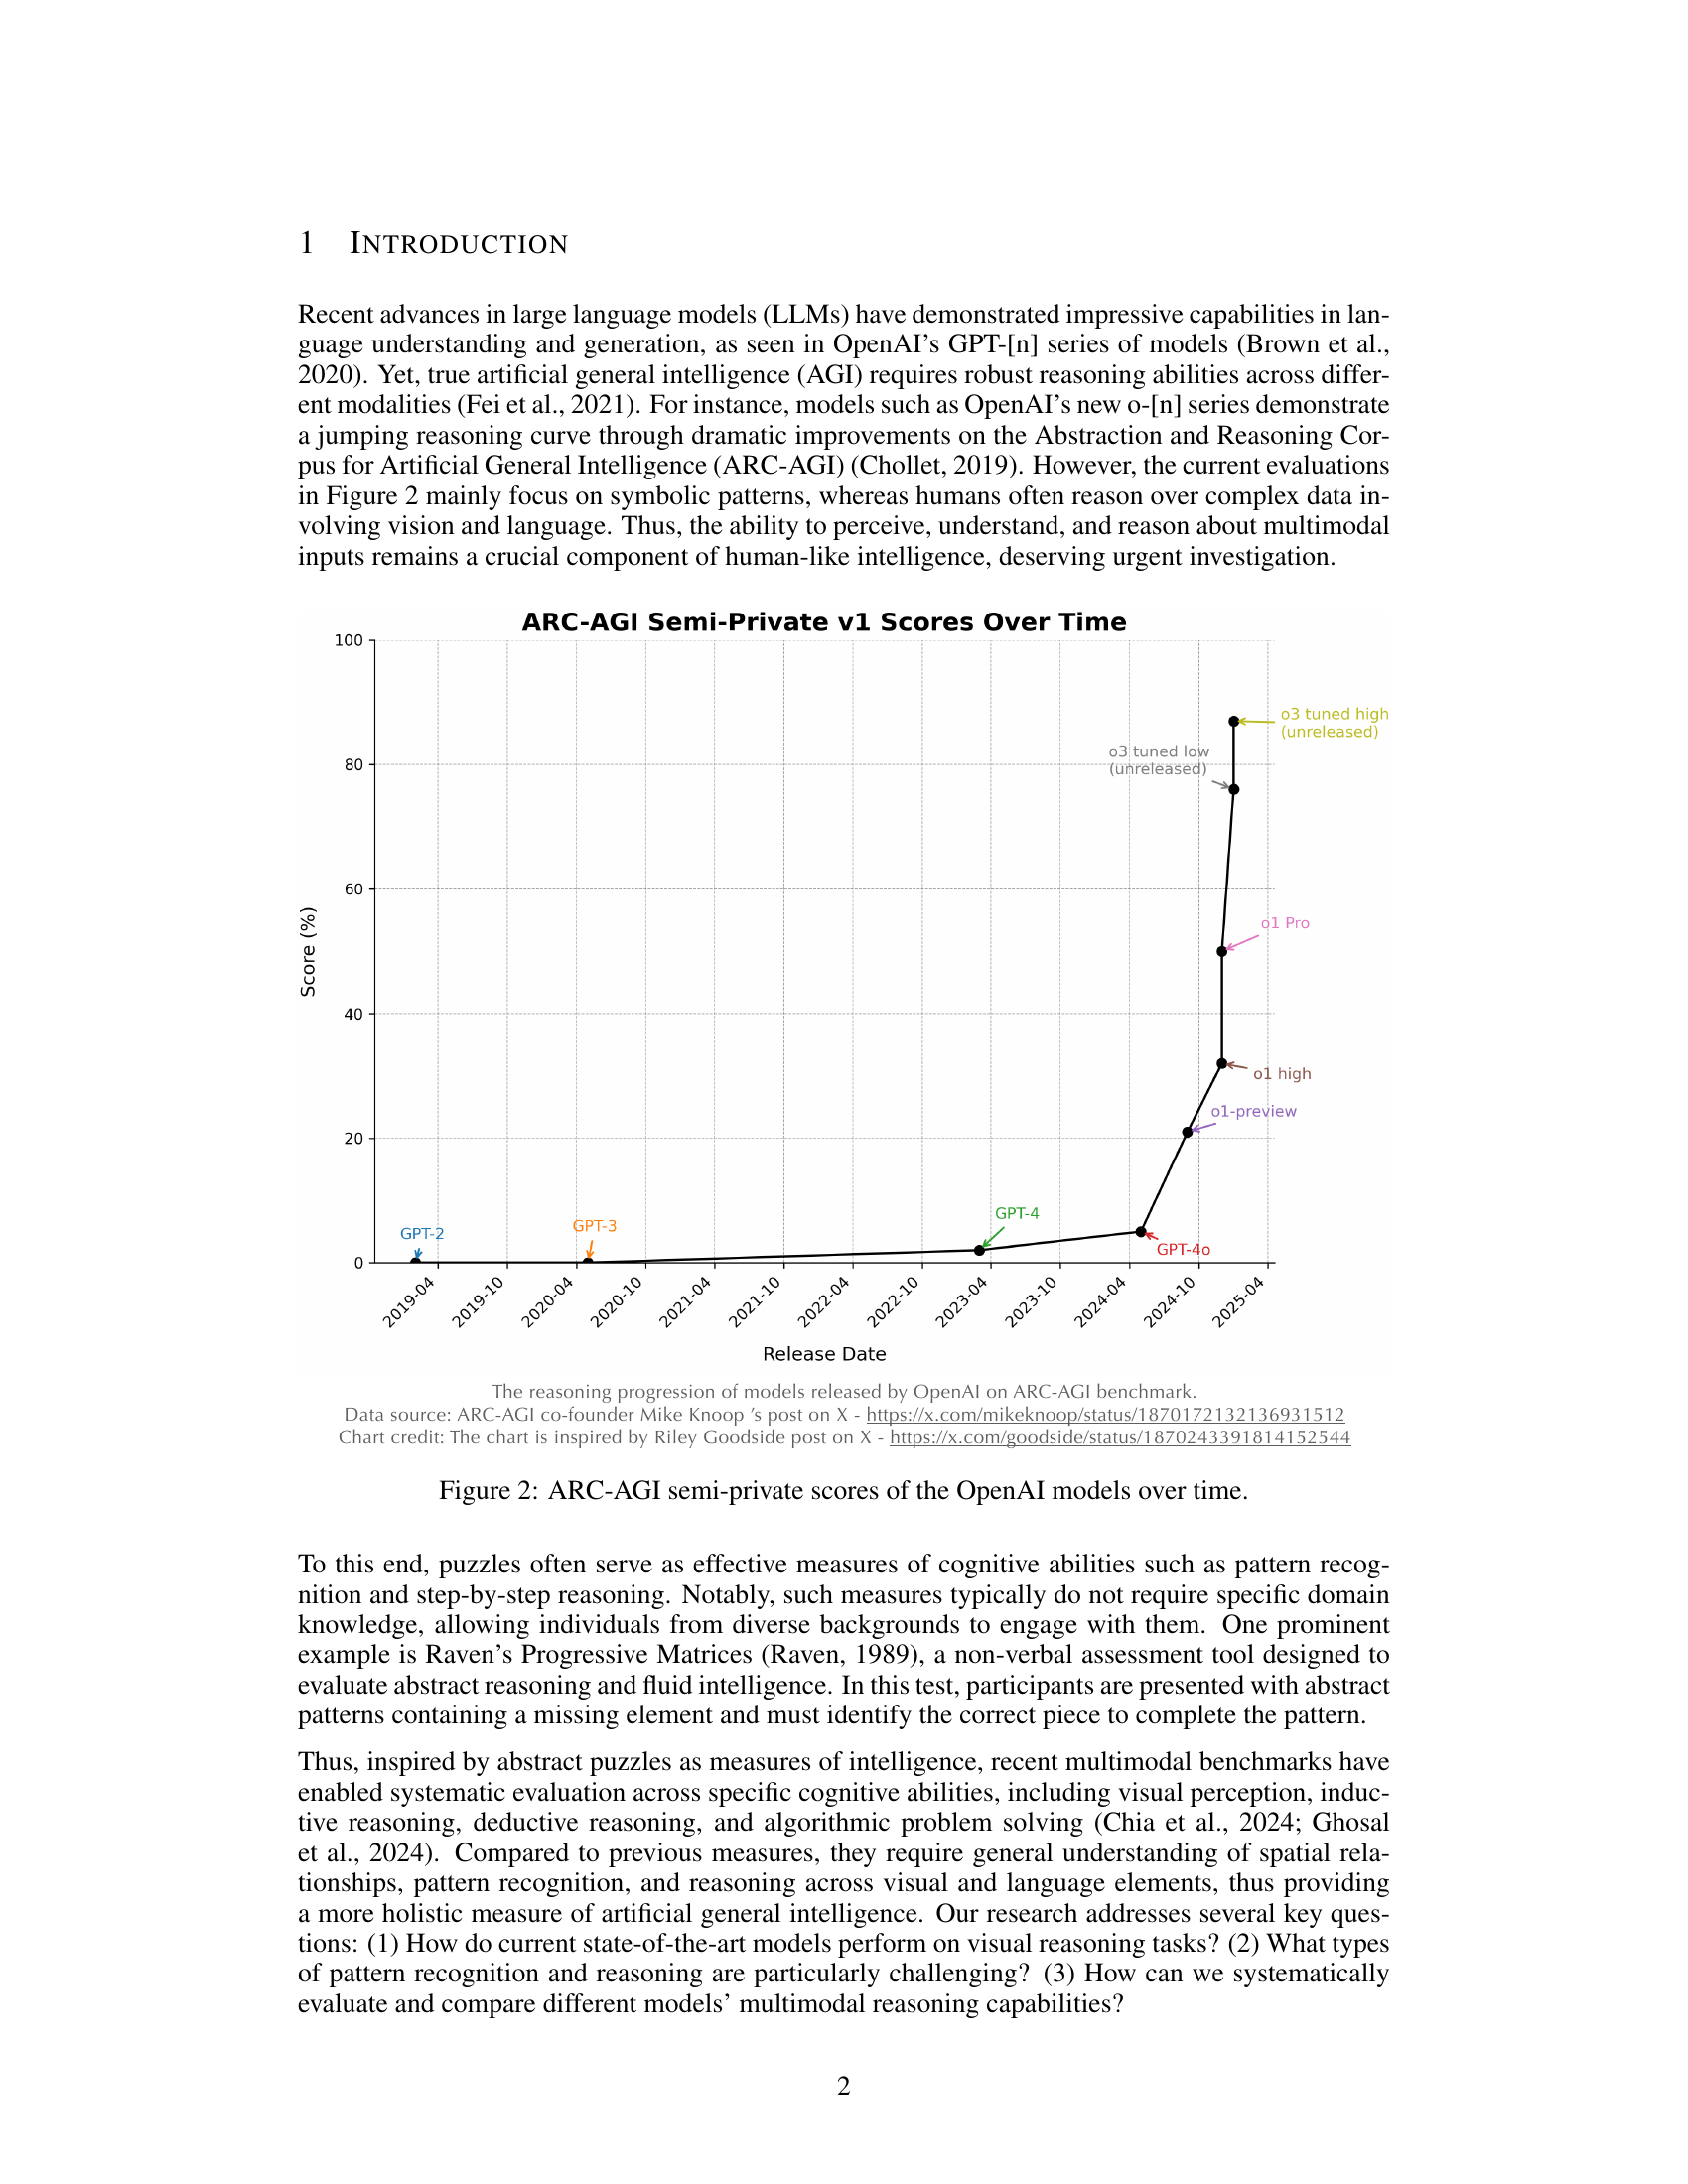 1 INTRODUCTION
Recent advances in large language models (LLMs) have demonstrated impressive capabilities in lan-
guage understanding and generation, as seen in OpenAI's GPT-[n] series of models (Brown et al.,
2020). Yet, true artificial general intelligence (AGI) requires robust reasoning abilities across differ-
ent modalities (Fei et al., 2021). For instance, models such as OpenAI's new o-[n] series demonstrate
a jumping reasoning curve through dramatic improvements on the Abstraction and Reasoning Cor-
pus for Artificial General Intelligence (ARC-AGI) (Chollet, 2019). However, the current evaluations
in Figure 2 mainly focus on symbolic patterns, whereas humans often reason over complex data in-
volving vision and language. Thus, the ability to perceive, understand, and reason about multimodal
inputs remains a crucial component of human-like intelligence, deserving urgent investigation.
ARC-AGI Semi-Private v1 Scores Over Time
100
80
60
40
20
0
Score (%)
o3 tuned high
(unreleased)
o3 tuned low
(unreleased)
o1 Pro
o1 high
o1-preview
GPT-4
GPT-4o
GPT-3
GPT-2
2019-04
2019-10
2020-04
2020-10
2021-04
2021-10
2022-04
2022-10
2023-04
2023-10
2024-04
2024-10
2025-04
Release Date
The reasoning progression of models released by OpenAI on ARC-AGI benchmark.
Data source: ARC-AGI co-founder Mike Knoop 's post on X - https://x.com/mikeknoop/status/1870172132136931512
Chart credit: The chart is inspired by Riley Goodside post on X - https://x.com/goodside/status/1870243391814152544
Figure 2: ARC-AGI semi-private scores of the OpenAI models over time.
To this end, puzzles often serve as effective measures of cognitive abilities such as pattern recog-
nition and step-by-step reasoning. Notably, such measures typically do not require specific domain
knowledge, allowing individuals from diverse backgrounds to engage with them. One prominent
example is Raven's Progressive Matrices (Raven, 1989), a non-verbal assessment tool designed to
evaluate abstract reasoning and fluid intelligence. In this test, participants are presented with abstract
patterns containing a missing element and must identify the correct piece to complete the pattern.
Thus, inspired by abstract puzzles as measures of intelligence, recent multimodal benchmarks have
enabled systematic evaluation across specific cognitive abilities, including visual perception, induc-
tive reasoning, deductive reasoning, and algorithmic problem solving (Chia et al., 2024; Ghosal
et al., 2024). Compared to previous measures, they require general understanding of spatial rela-
tionships, pattern recognition, and reasoning across visual and language elements, thus providing
a more holistic measure of artificial general intelligence. Our research addresses several key ques-
tions: (1) How do current state-of-the-art models perform on visual reasoning tasks? (2) What types
of pattern recognition and reasoning are particularly challenging? (3) How can we systematically
evaluate and compare different models' multimodal reasoning capabilities?
2